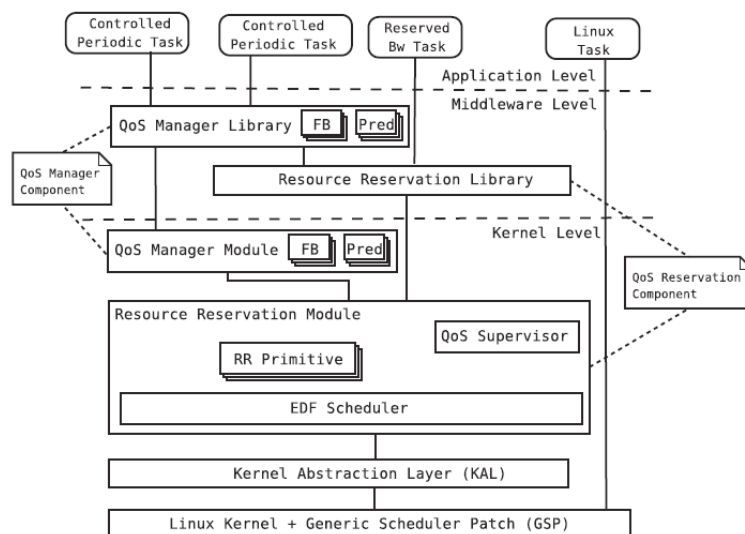 Controlled
Periodic Task
Controlled
Periodic Task
Reserved
Bw Task
Linux
Task
Application Level
Middleware Level
QoS Manager Library
FB
Pred
QoS Manager
Component
Resource Reservation Library
Kernel Level
QoS Manager Module
FB
Pred
QoS Reservation
Component
Resource Reservation Module
QoS Supervisor
RR Primitive
EDF Scheduler
Kernel Abstraction Layer (KAL)
Linux Kernel + Generic Scheduler Patch (GSP)